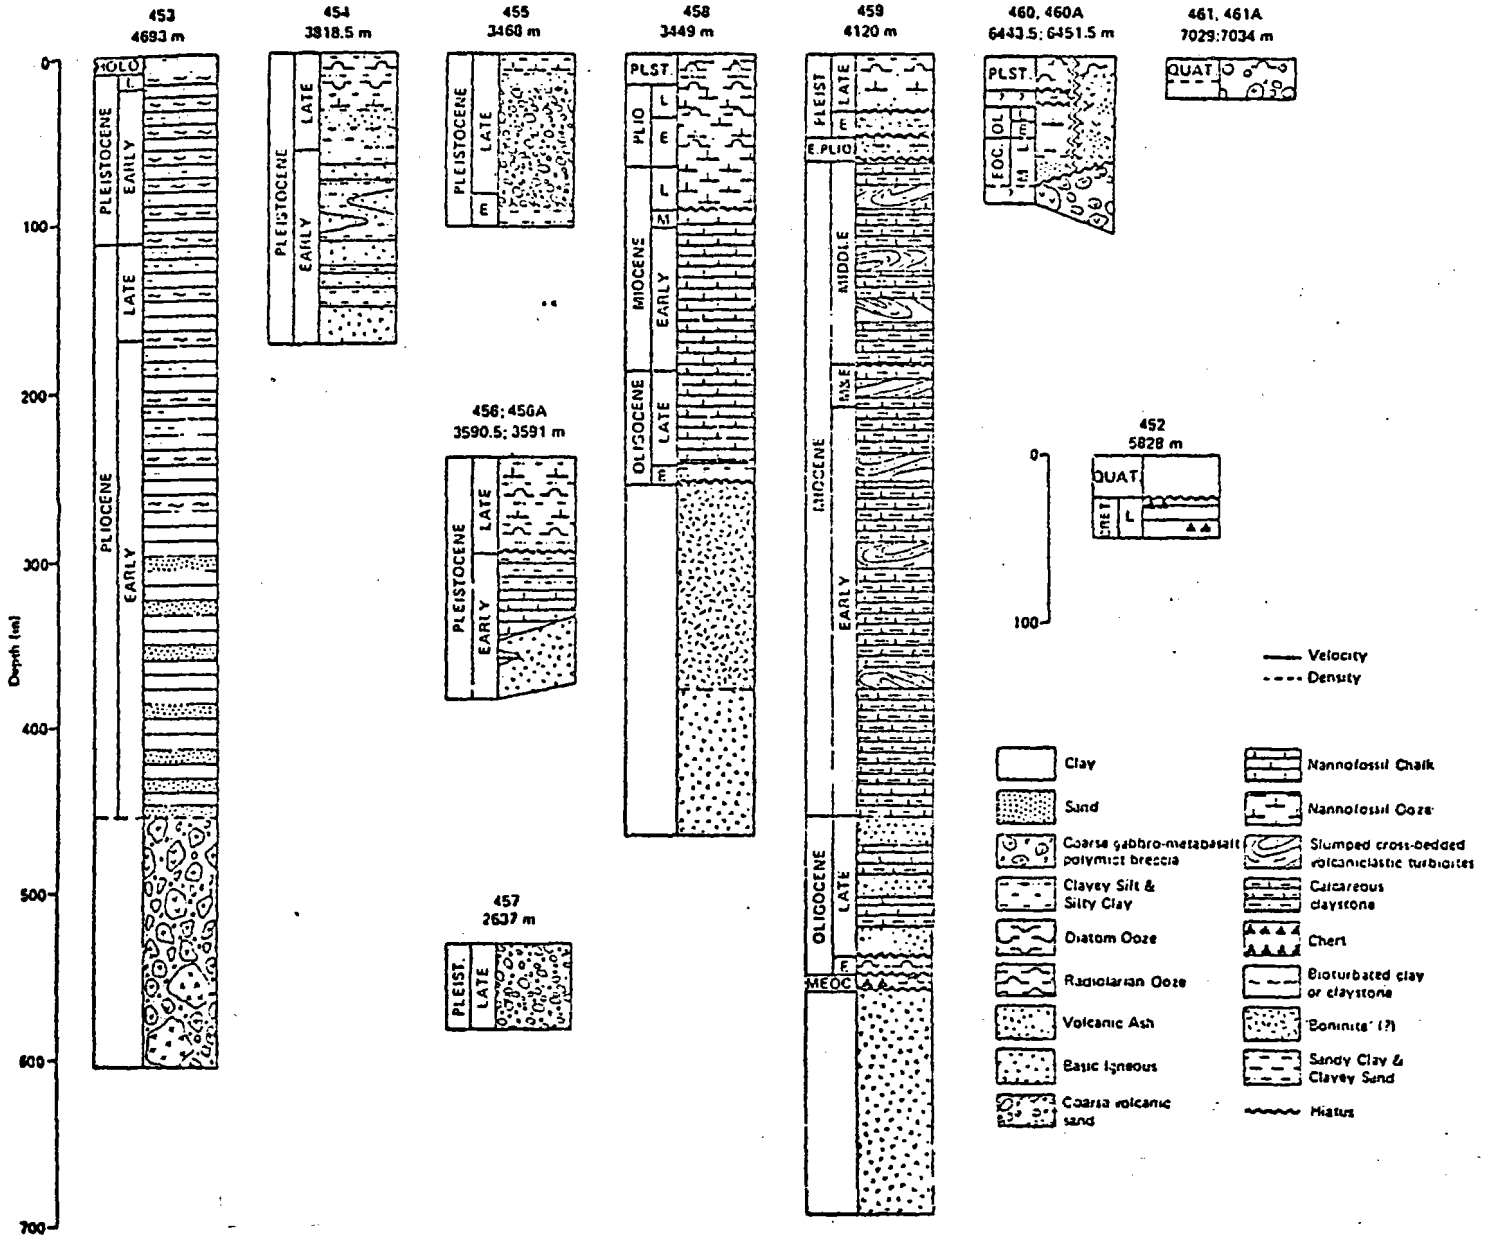 453
4693 m
454
3818.5 m
455
3468 m
458
3449 m
459
4120 m
460, 460A
6443.5; 6451.5 m
461, 461A
7029; 7034 m
Depth (m)
0
100
200
300
400
500
600
700
HOLO
L
PLEISTOCENE
EARLY
LATE
PLIOCENE
EARLY
PLEISTOCENE
LATE
EARLY
PLEISTOCENE
LATE
E
456; 456A
3590.5; 3591 m
PLEISTOCENE
LATE
EARLY
457
2637 m
PLEIST.
LATE
PLST.
PLIO
L
E
MIOCENE
L
M
EARLY
OLIGOCENE
LATE
E
PLEIST
LATE
E
E.PLIO
MIOCENE
MIDDLE
M&E
EARLY
OLIGOCENE
LATE
E
MEOC
PLST.
OL
E
EOC.
L
M
QUAT.
452
5828 m
0
100
QUAT.
CRET
L
Velocity
Density
Clay
Sand
Coarse gabbro-metabasalt
polymict breccia
Clayey Silt &
Silty Clay
Diatom Ooze
Radiolarian Ooze
Volcanic Ash
Basic Igneous
Coarse volcanic
sand
Nannofossil Chalk
Nannofossil Ooze
Slumped cross-bedded
volcaniclastic turbidites
Calcareous
claystone
Chert
Bioturbated clay
or claystone
'Boninite' (?)
Sandy Clay &
Clayey Sand
Hiatus